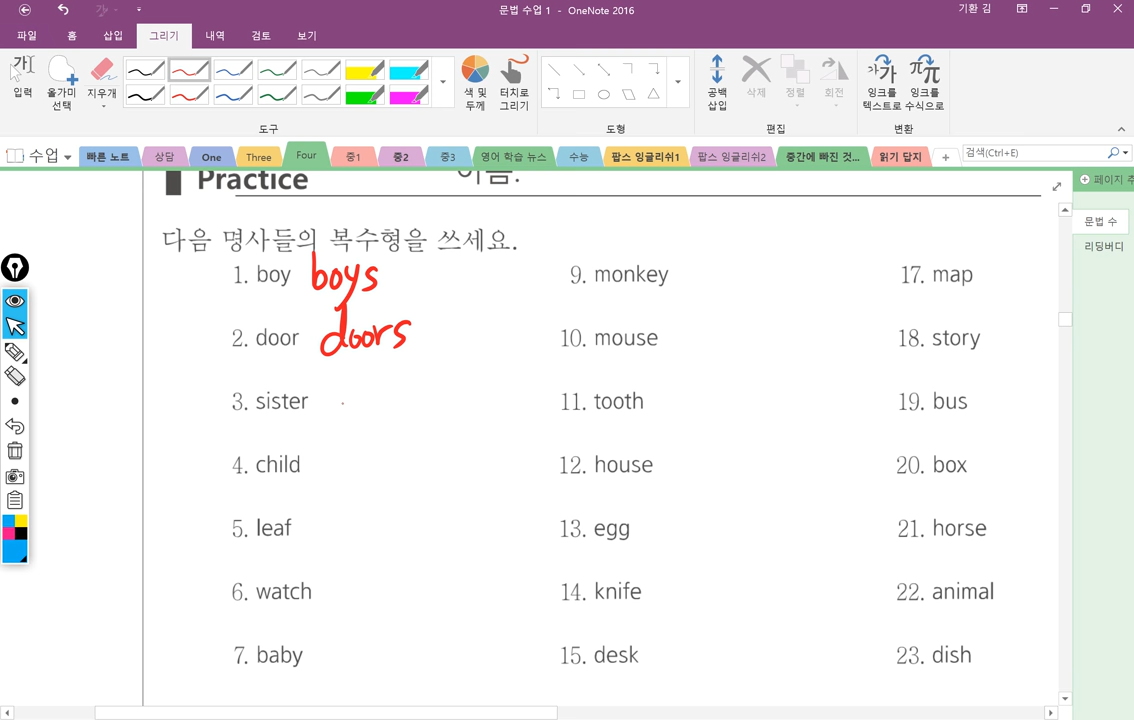 문법 수업 1 - OneNote 2016
기환 김
파일 홈 삽입 그리기 내역 검토 보기
입력
올가미 선택
지우개
색 및 두께
터치로 그리기
공백 삽입
삭제
정렬
회전
잉크를 텍스트로
잉크를 수식으로
도구
도형
편집
변환
수업
빠른 노트 상담 One Three Four 중1 중2 중3 영어 학습 뉴스 수능 팝스 잉글리쉬1 팝스 잉글리쉬2 중간에 빠진 것... 읽기 답지
검색(Ctrl+E)
페이지 추
문법 수
리딩버디
Practice 이름:
다음 명사들의 복수형을 쓰세요.
1. boy boys 9. monkey 17. map
2. door doors 10. mouse 18. story
3. sister 11. tooth 19. bus
4. child 12. house 20. box
5. leaf 13. egg 21. horse
6. watch 14. knife 22. animal
7. baby 15. desk 23. dish